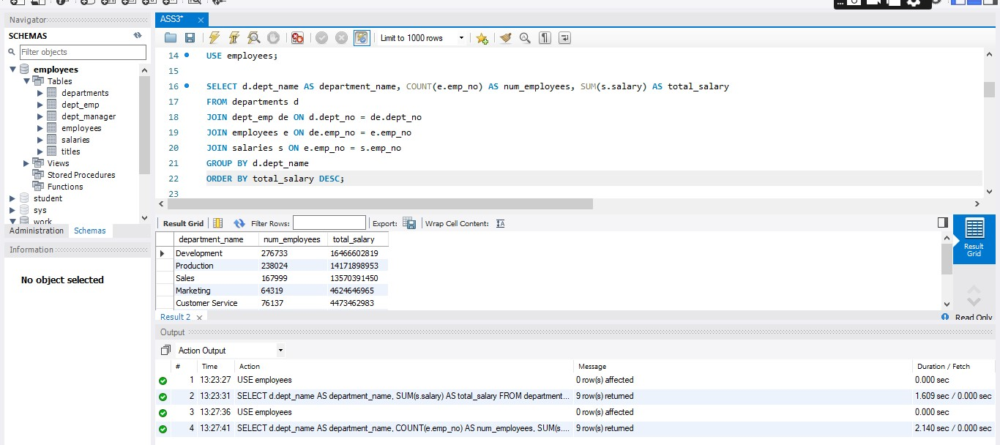 ASS3*
Navigator
SCHEMAS
Filter objects
employees
Tables
departments
dept_emp
dept_manager
employees
salaries
titles
Views
Stored Procedures
Functions
student
sys
work
Administration Schemas
Information
No object selected
Limit to 1000 rows
14 USE employees;
15
16 SELECT d.dept_name AS department_name, COUNT(e.emp_no) AS num_employees, SUM(s.salary) AS total_salary
17 FROM departments d
18 JOIN dept_emp de ON d.dept_no = de.dept_no
19 JOIN employees e ON de.emp_no = e.emp_no
20 JOIN salaries s ON e.emp_no = s.emp_no
21 GROUP BY d.dept_name
22 ORDER BY total_salary DESC;
23
Result Grid Filter Rows: Export: Wrap Cell Content:
department_name num_employees total_salary
Development 276733 16466602819
Production 238024 14171898953
Sales 167999 13570391450
Marketing 64319 4624646965
Customer Service 76137 4473462983
Result
Grid
Result 2
Read Only
Output
Action Output
# Time Action Message Duration / Fetch
1 13:23:27 USE employees 0 row(s) affected 0.000 sec
2 13:23:31 SELECT d.dept_name AS department_name, SUM(s.salary) AS total_salary FROM department... 9 row(s) returned 1.609 sec / 0.000 sec
3 13:27:36 USE employees 0 row(s) affected 0.000 sec
4 13:27:41 SELECT d.dept_name AS department_name, COUNT(e.emp_no) AS num_employees, SUM(s.... 9 row(s) returned 2.140 sec / 0.000 sec